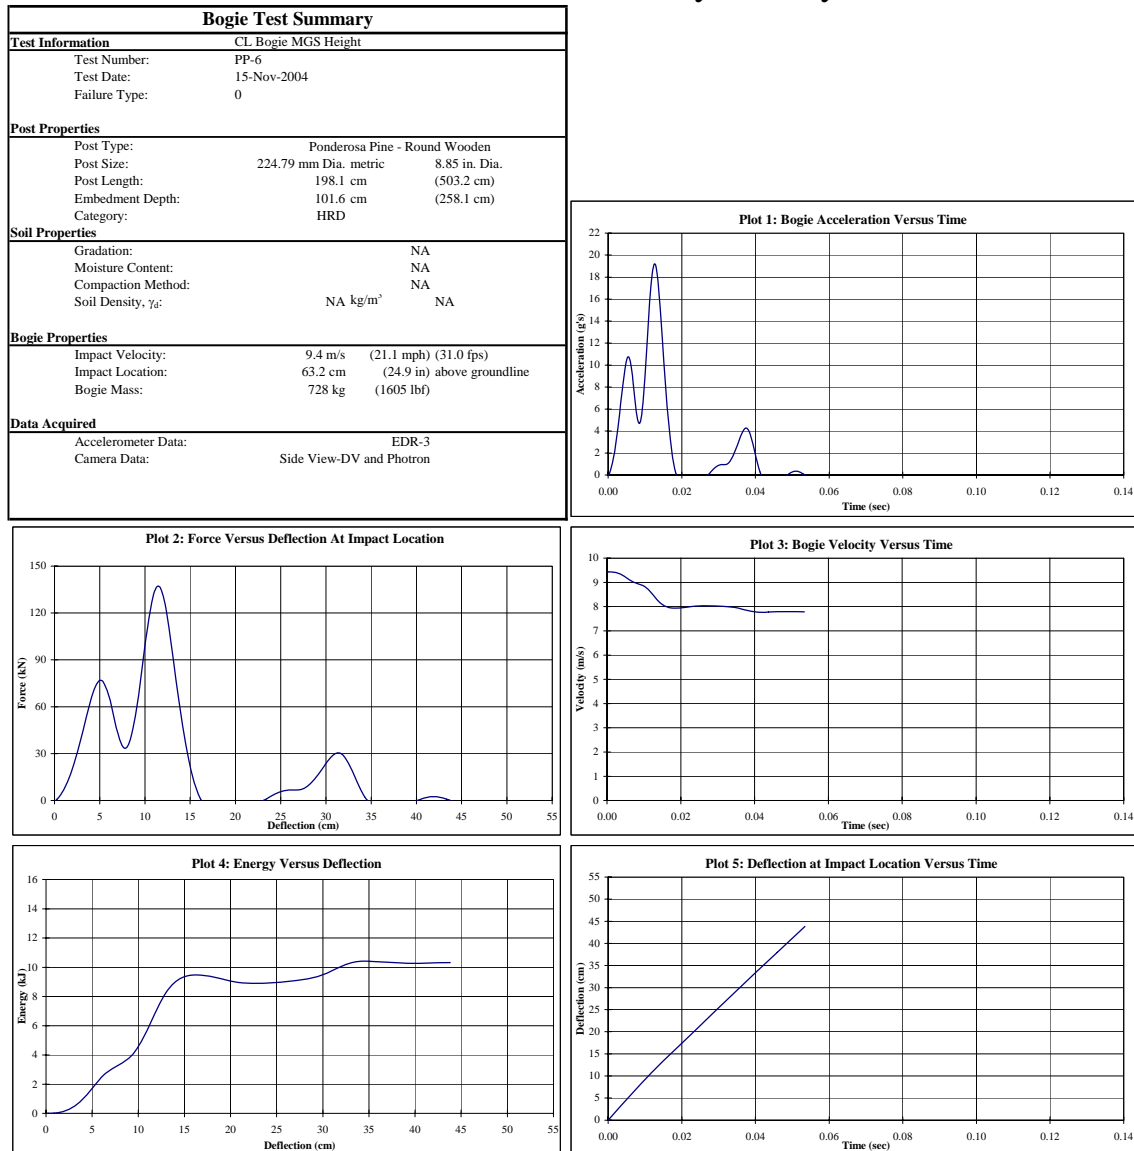 Bogie Test Summary
Test Information CL Bogie MGS Height
Test Number: PP-6
Test Date: 15-Nov-2004
Failure Type: 0
Post Properties
Post Type: Ponderosa Pine - Round Wooden
Post Size: 224.79 mm Dia. metric 8.85 in. Dia.
Post Length: 198.1 cm (503.2 cm)
Embedment Depth: 101.6 cm (258.1 cm)
Category: HRD
Soil Properties
Gradation: NA
Moisture Content: NA
Compaction Method: NA
Soil Density, γd: NA kg/m³ NA
Bogie Properties
Impact Velocity: 9.4 m/s (21.1 mph) (31.0 fps)
Impact Location: 63.2 cm (24.9 in) above groundline
Bogie Mass: 728 kg (1605 lbf)
Data Acquired
Accelerometer Data: EDR-3
Camera Data: Side View-DV and Photron
Plot 1: Bogie Acceleration Versus Time
22
20
18
16
14
12
10
8
6
4
2
0
Acceleration (g's)
0.00 0.02 0.04 0.06 0.08 0.10 0.12 0.14
Time (sec)
Plot 2: Force Versus Deflection At Impact Location
150
120
90
60
30
0
Force (kN)
0 5 10 15 20 25 30 35 40 45 50 55
Deflection (cm)
Plot 3: Bogie Velocity Versus Time
10
9
8
7
6
5
4
3
2
1
0
Velocity (m/s)
0.00 0.02 0.04 0.06 0.08 0.10 0.12 0.14
Time (sec)
Plot 4: Energy Versus Deflection
16
14
12
10
8
6
4
2
0
Energy (kJ)
0 5 10 15 20 25 30 35 40 45 50 55
Deflection (cm)
Plot 5: Deflection at Impact Location Versus Time
55
50
45
40
35
30
25
20
15
10
5
0
Deflection (cm)
0.00 0.02 0.04 0.06 0.08 0.10 0.12 0.14
Time (sec)